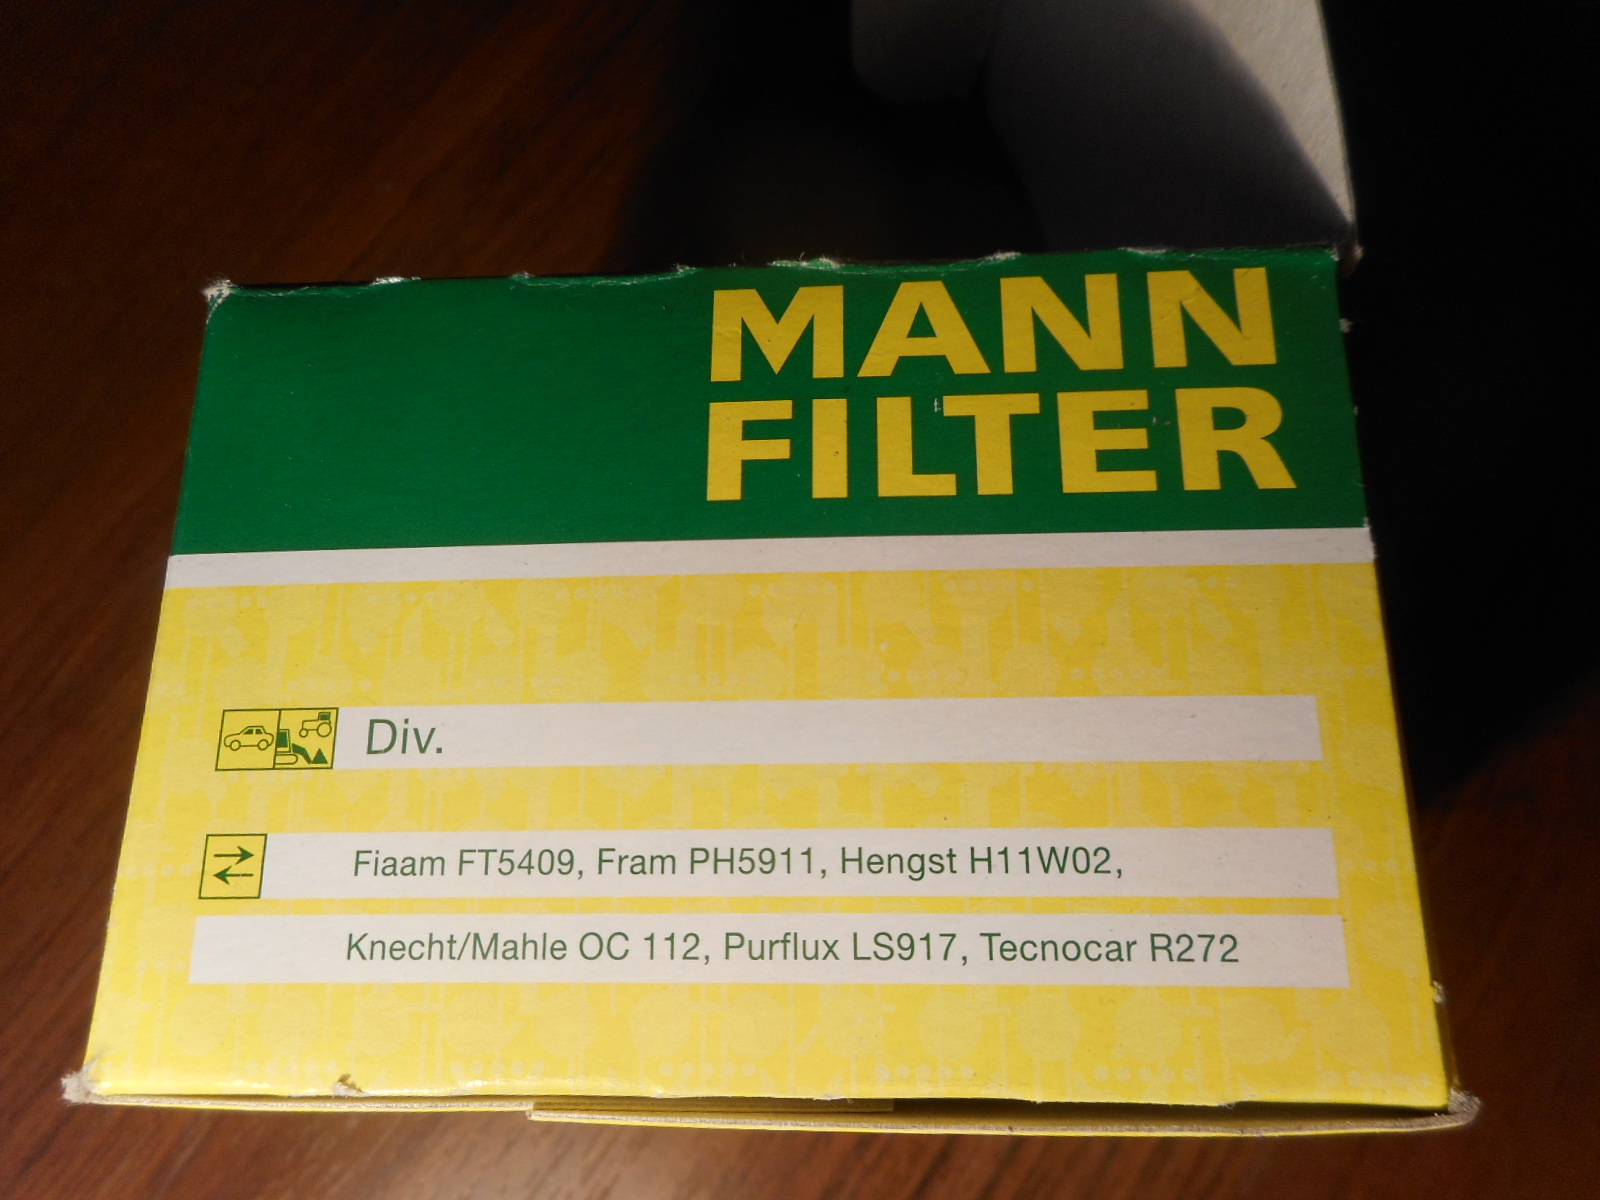 MANN
FILTER
Div.
Fiaam FT5409, Fram PH5911, Hengst H11W02,
Knecht/Mahle OC 112, Purflux LS917, Tecnocar R272